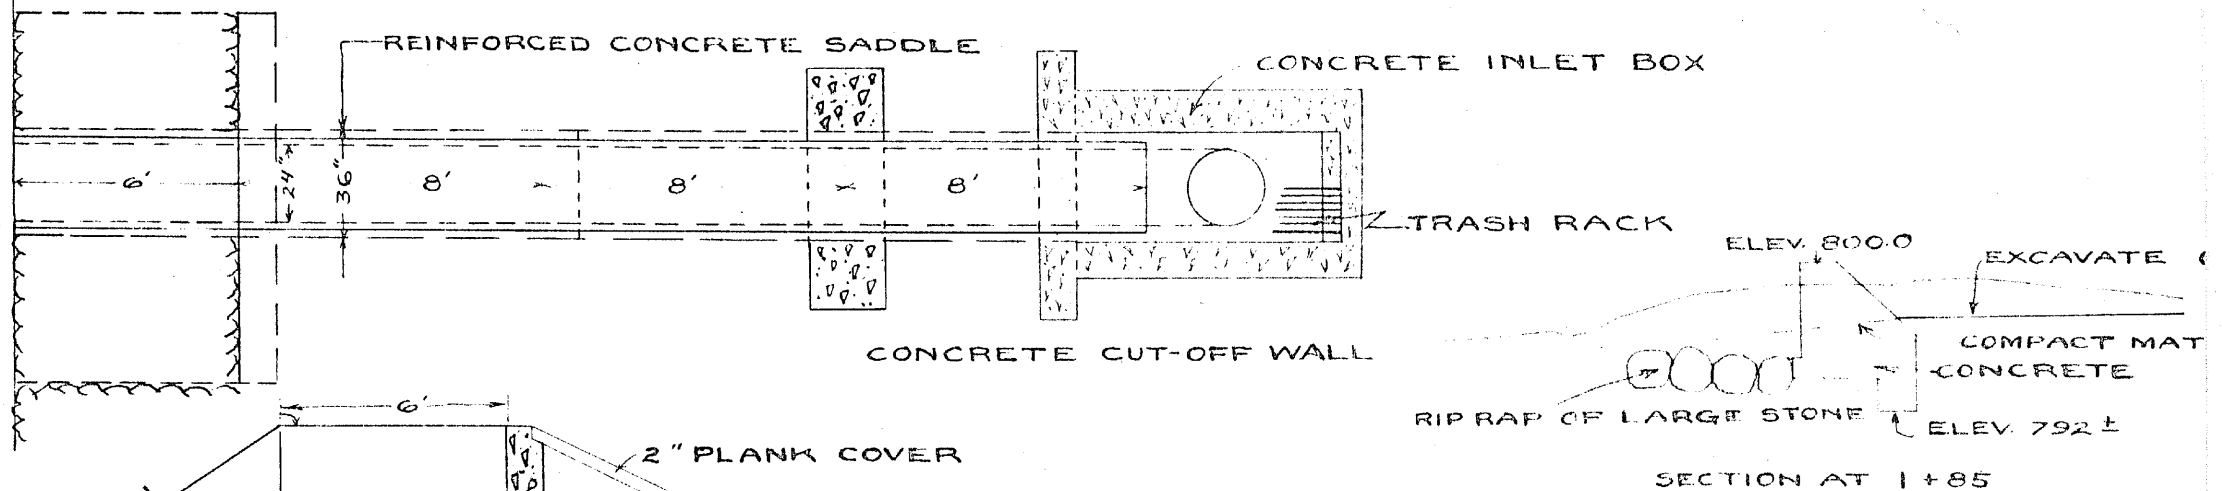 REINFORCED CONCRETE SADDLE
CONCRETE INLET BOX
6'
24"
36"
8'
8'
8'
TRASH RACK
ELEV. 800.0
EXCAVATE
CONCRETE CUT-OFF WALL
COMPACT MAT
CONCRETE
6'
RIP RAP OF LARGE STONE
ELEV. 792 ±
2" PLANK COVER
SECTION AT 1+85